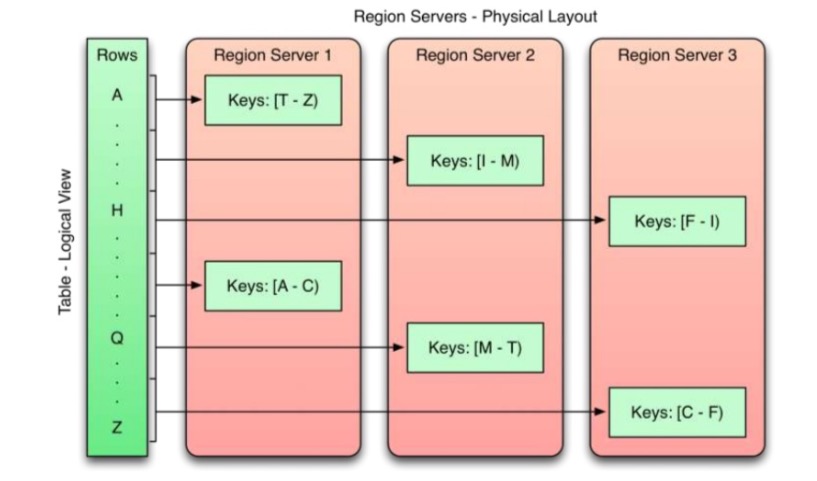 Region Servers - Physical Layout
Table - Logical View
Rows
A
H
Q
Z
Region Server 1
Keys: [T - Z)
Keys: [A - C)
Region Server 2
Keys: [I - M)
Keys: [M - T)
Region Server 3
Keys: [F - I)
Keys: [C - F)